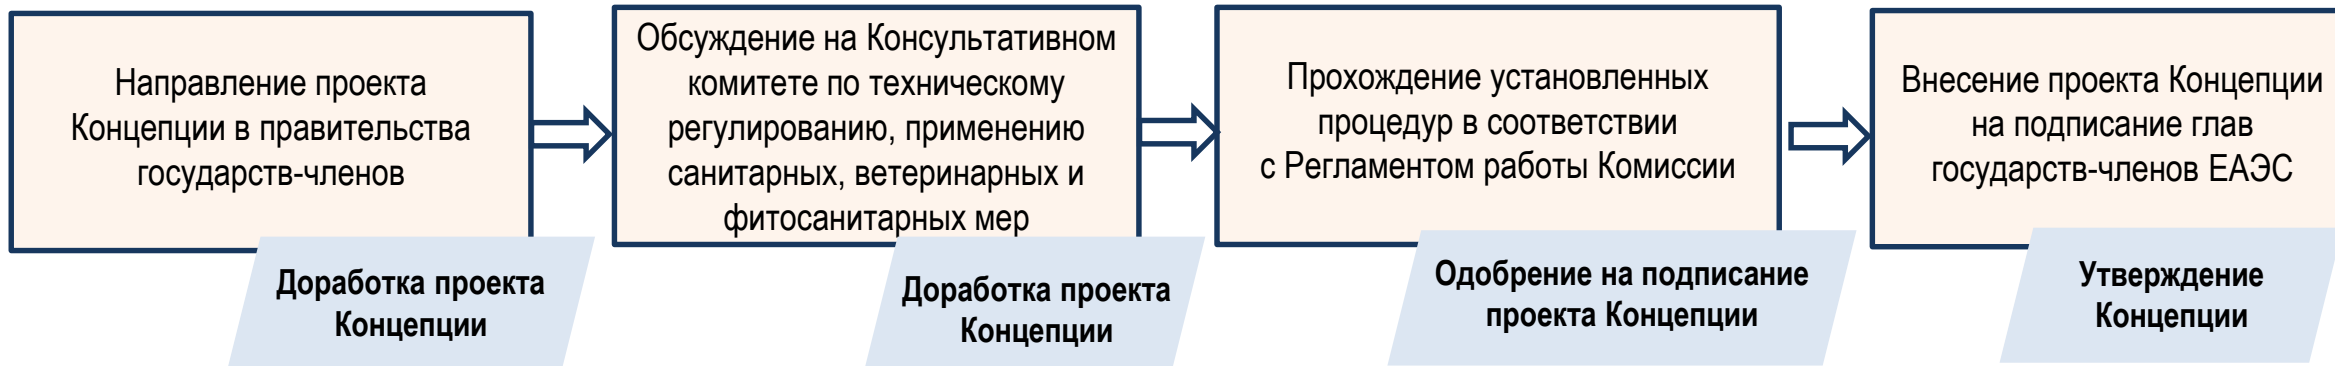 Направление проекта
Концепции в правительства
государств-членов
Доработка проекта
Концепции
Обсуждение на Консультативном
комитете по техническому
регулированию, применению
санитарных, ветеринарных и
фитосанитарных мер
Доработка проекта
Концепции
Прохождение установленных
процедур в соответствии
с Регламентом работы Комиссии
Одобрение на подписание
проекта Концепции
Внесение проекта Концепции
на подписание глав
государств-членов ЕАЭС
Утверждение
Концепции